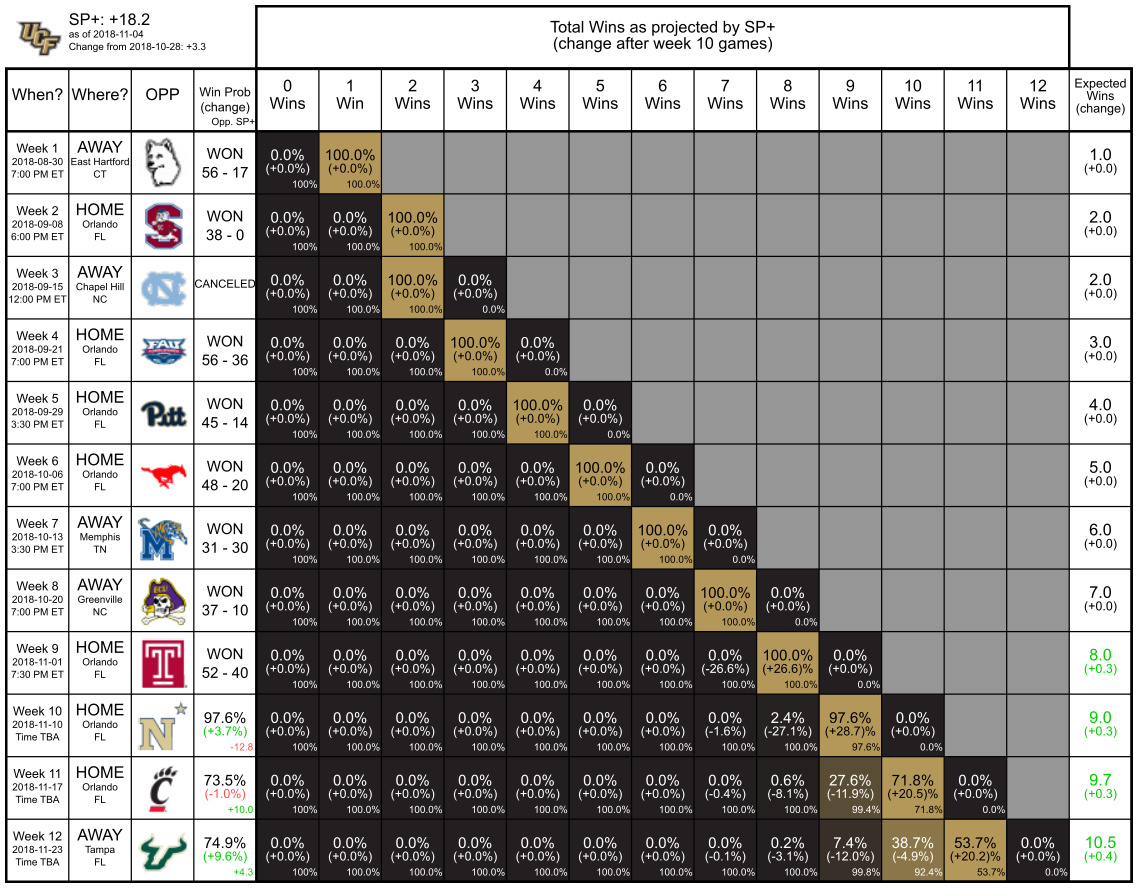 UCF
SP+: +18.2
as of 2018-11-04
Change from 2018-10-28: +3.3
Total Wins as projected by SP+
(change after week 10 games)
When? Where? OPP Win Prob 0 1 2 3 4 5 6 7 8 9 10 11 12 Expected
(change) Wins Win Wins Wins Wins Wins Wins Wins Wins Wins Wins Wins Wins Wins
Opp. SP+ (change)
Week 1 AWAY WON 0.0% 100.0% 1.0
2018-08-30 East Hartford 56 - 17 (+0.0%) (+0.0%) (+0.0)
7:00 PM ET CT 100% 100.0%
Week 2 HOME WON 0.0% 0.0% 100.0% 2.0
2018-09-08 Orlando SC 38 - 0 (+0.0%) (+0.0%) (+0.0%) (+0.0)
6:00 PM ET FL 100% 100.0% 100.0%
Week 3 AWAY NC CANCELED 0.0% 0.0% 100.0% 0.0% 2.0
2018-09-15 Chapel Hill (+0.0%) (+0.0%) (+0.0%) (+0.0%) (+0.0)
12:00 PM ET NC 100% 100.0% 100.0% 0.0%
Week 4 HOME FAU WON 0.0% 0.0% 0.0% 100.0% 0.0% 3.0
2018-09-21 Orlando 56 - 36 (+0.0%) (+0.0%) (+0.0%) (+0.0%) (+0.0%) (+0.0)
7:00 PM ET FL 100% 100.0% 100.0% 100.0% 0.0%
Week 5 HOME Pitt WON 0.0% 0.0% 0.0% 0.0% 100.0% 0.0% 4.0
2018-09-29 Orlando 45 - 14 (+0.0%) (+0.0%) (+0.0%) (+0.0%) (+0.0%) (+0.0%) (+0.0)
3:30 PM ET FL 100% 100.0% 100.0% 100.0% 100.0% 0.0%
Week 6 HOME WON 0.0% 0.0% 0.0% 0.0% 0.0% 100.0% 0.0% 5.0
2018-10-06 Orlando 48 - 20 (+0.0%) (+0.0%) (+0.0%) (+0.0%) (+0.0%) (+0.0%) (+0.0%) (+0.0)
7:00 PM ET FL 100% 100.0% 100.0% 100.0% 100.0% 100.0% 0.0%
Week 7 AWAY M WON 0.0% 0.0% 0.0% 0.0% 0.0% 0.0% 100.0% 0.0% 6.0
2018-10-13 Memphis 31 - 30 (+0.0%) (+0.0%) (+0.0%) (+0.0%) (+0.0%) (+0.0%) (+0.0%) (+0.0%) (+0.0)
3:30 PM ET TN 100% 100.0% 100.0% 100.0% 100.0% 100.0% 100.0% 0.0%
Week 8 AWAY ECU WON 0.0% 0.0% 0.0% 0.0% 0.0% 0.0% 0.0% 100.0% 0.0% 7.0
2018-10-20 Greenville 37 - 10 (+0.0%) (+0.0%) (+0.0%) (+0.0%) (+0.0%) (+0.0%) (+0.0%) (+0.0%) (+0.0%) (+0.0)
7:00 PM ET NC 100% 100.0% 100.0% 100.0% 100.0% 100.0% 100.0% 100.0% 0.0%
Week 9 HOME T WON 0.0% 0.0% 0.0% 0.0% 0.0% 0.0% 0.0% 0.0% 100.0% 0.0% 8.0
2018-11-01 Orlando 52 - 40 (+0.0%) (+0.0%) (+0.0%) (+0.0%) (+0.0%) (+0.0%) (+0.0%) (-26.6%) (+26.6)% (+0.0%) (+0.3)
7:30 PM ET FL 100% 100.0% 100.0% 100.0% 100.0% 100.0% 100.0% 100.0% 100.0% 0.0%
Week 10 HOME N 97.6% 0.0% 0.0% 0.0% 0.0% 0.0% 0.0% 0.0% 0.0% 2.4% 97.6% 0.0% 9.0
2018-11-10 Orlando (+3.7%) (+0.0%) (+0.0%) (+0.0%) (+0.0%) (+0.0%) (+0.0%) (+0.0%) (-1.6%) (-27.1%) (+28.7)% (+0.0%) (+0.3)
Time TBA FL -12.8 100% 100.0% 100.0% 100.0% 100.0% 100.0% 100.0% 100.0% 100.0% 97.6% 0.0%
Week 11 HOME C 73.5% 0.0% 0.0% 0.0% 0.0% 0.0% 0.0% 0.0% 0.0% 0.6% 27.6% 71.8% 0.0% 9.7
2018-11-17 Orlando (-1.0%) (+0.0%) (+0.0%) (+0.0%) (+0.0%) (+0.0%) (+0.0%) (+0.0%) (-0.4%) (-8.1%) (-11.9%) (+20.5)% (+0.0%) (+0.3)
Time TBA FL +10.0 100% 100.0% 100.0% 100.0% 100.0% 100.0% 100.0% 100.0% 100.0% 99.4% 71.8% 0.0%
Week 12 AWAY 74.9% 0.0% 0.0% 0.0% 0.0% 0.0% 0.0% 0.0% 0.0% 0.2% 7.4% 38.7% 53.7% 0.0% 10.5
2018-11-23 Tampa (+9.6%) (+0.0%) (+0.0%) (+0.0%) (+0.0%) (+0.0%) (+0.0%) (+0.0%) (-0.1%) (-3.1%) (-12.0%) (-4.9%) (+20.2)% (+0.0%) (+0.4)
Time TBA FL +4.3 100% 100.0% 100.0% 100.0% 100.0% 100.0% 100.0% 100.0% 100.0% 99.8% 92.4% 53.7% 0.0%